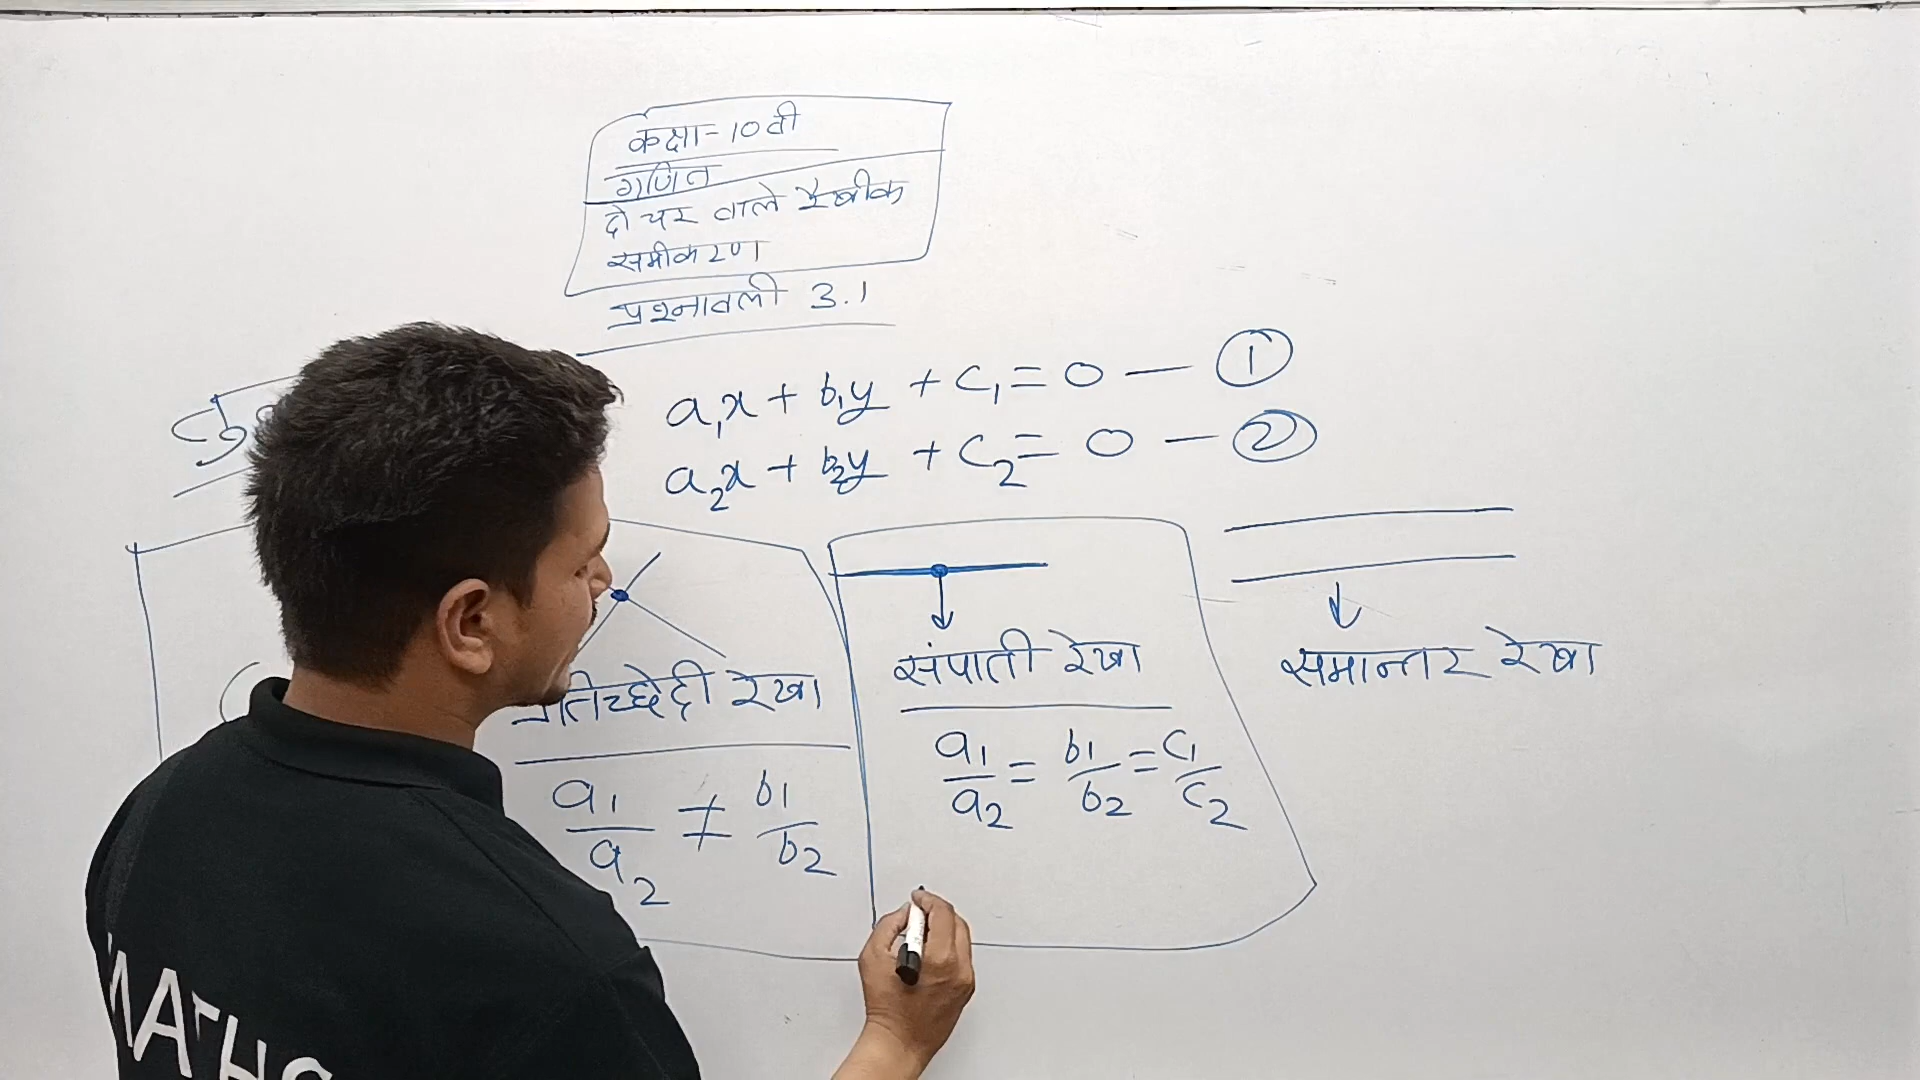 कक्षा - 10 वी
गणित
दो चर वाले रैखीक
समीकरण
प्रश्नावली 3.1
a₁x + b₁y + c₁ = 0 — ①
a₂x + b₂y + c₂ = 0 — ②
रेखा
a₁/a₂ ≠ b₁/b₂
संपाती रेखा
a₁/a₂ = b₁/b₂ = c₁/c₂
समान्तर रेखा
MATHS